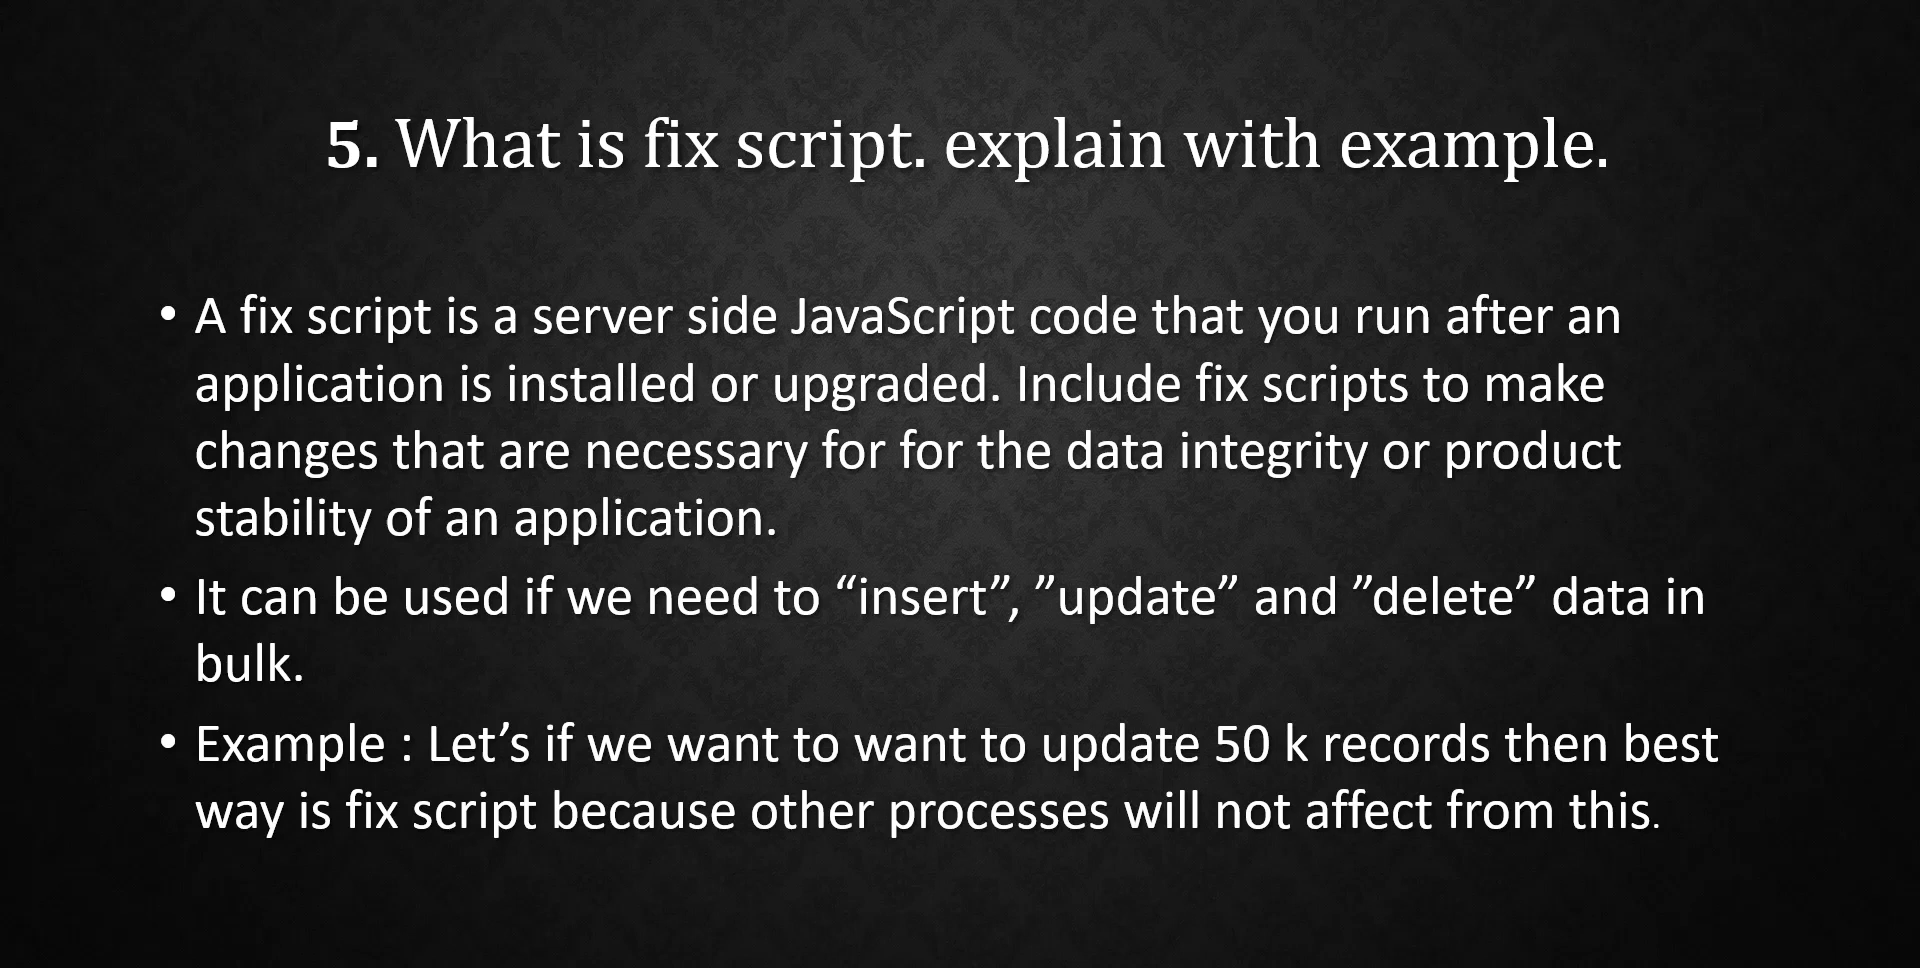 5. What is fix script. explain with example.
• A fix script is a server side JavaScript code that you run after an
application is installed or upgraded. Include fix scripts to make
changes that are necessary for for the data integrity or product
stability of an application.
• It can be used if we need to “insert”, ”update” and ”delete” data in
bulk.
• Example : Let’s if we want to want to update 50 k records then best
way is fix script because other processes will not affect from this.